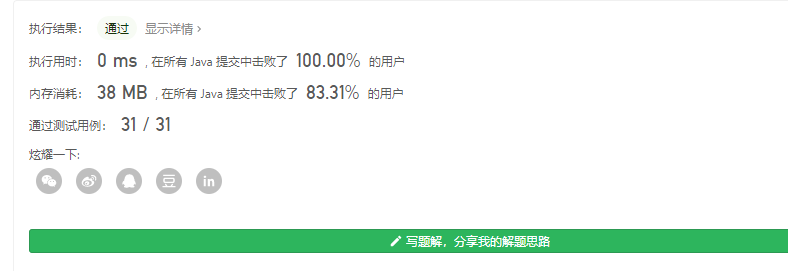 执行结果： 通过 显示详情 ›
执行用时： 0 ms , 在所有 Java 提交中击败了 100.00% 的用户
内存消耗： 38 MB , 在所有 Java 提交中击败了 83.31% 的用户
通过测试用例： 31 / 31
炫耀一下:
豆 in
写题解，分享我的解题思路